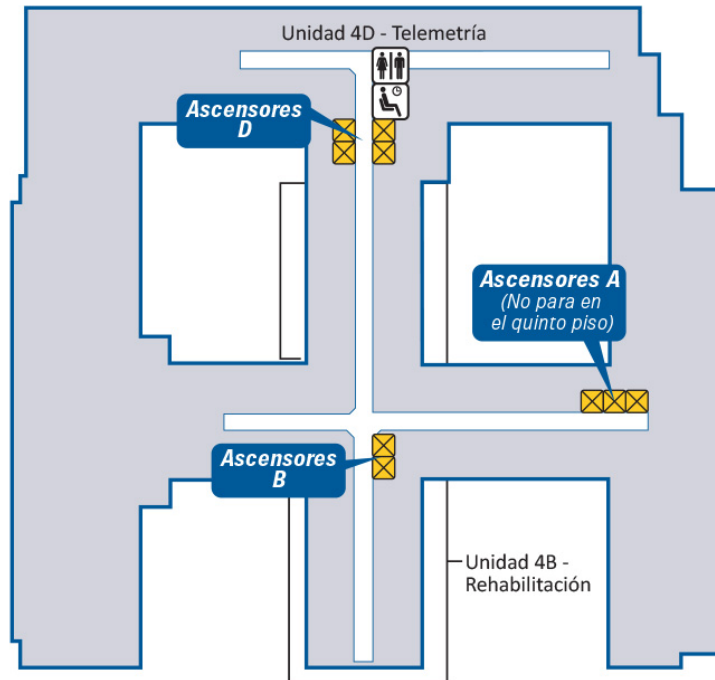 Unidad 4D - Telemetría
Ascensores
D
Ascensores A
(No para en
el quinto piso)
Ascensores
B
Unidad 4B -
Rehabilitación